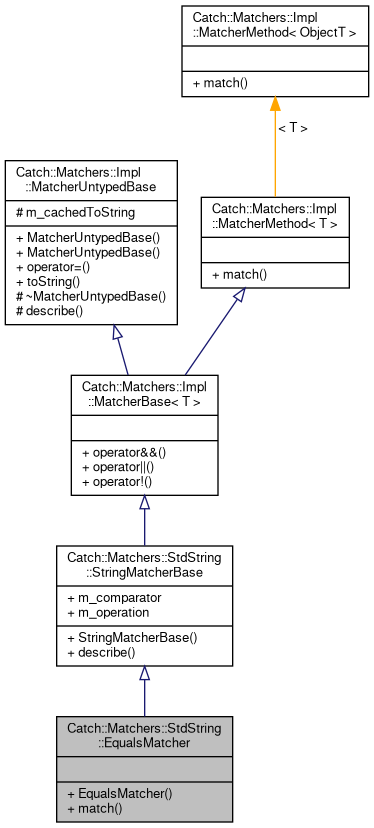 Catch::Matchers::Impl
::MatcherMethod< ObjectT >
+ match()
< T >
Catch::Matchers::Impl
::MatcherUntypedBase
# m_cachedToString
+ MatcherUntypedBase()
+ MatcherUntypedBase()
+ operator=()
+ toString()
# ~MatcherUntypedBase()
# describe()
Catch::Matchers::Impl
::MatcherMethod< T >
+ match()
Catch::Matchers::Impl
::MatcherBase< T >
+ operator&&()
+ operator||()
+ operator!()
Catch::Matchers::StdString
::StringMatcherBase
+ m_comparator
+ m_operation
+ StringMatcherBase()
+ describe()
Catch::Matchers::StdString
::EqualsMatcher
+ EqualsMatcher()
+ match()